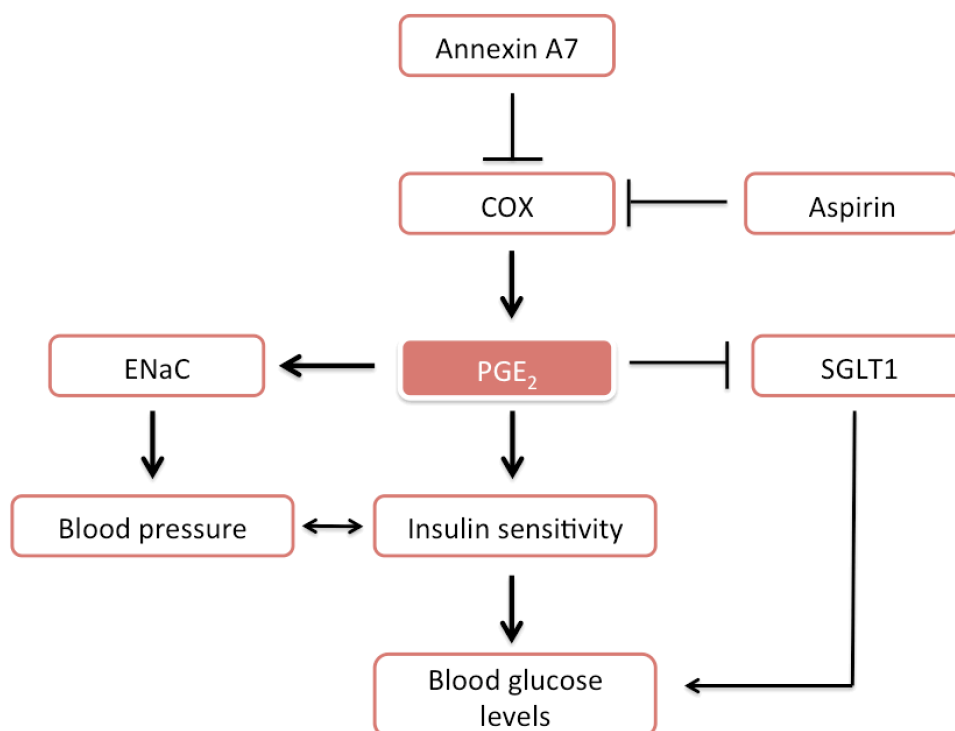 Annexin A7
COX
Aspirin
ENaC
PGE₂
SGLT1
Blood pressure
Insulin sensitivity
Blood glucose
levels